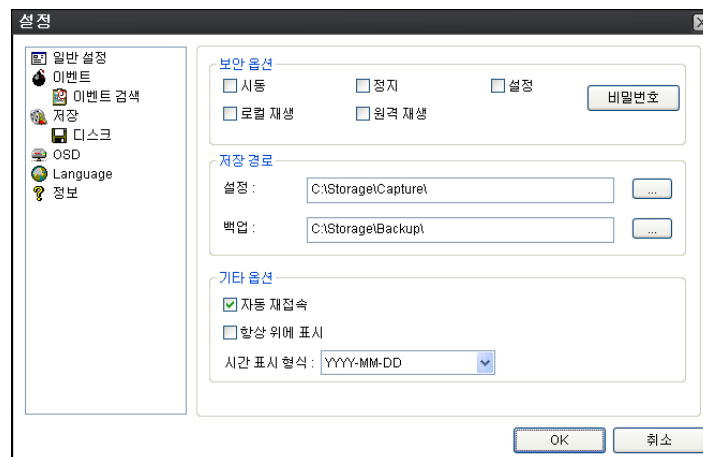 설정
일반 설정
이벤트
이벤트 검색
저장
디스크
OSD
Language
정보
보안 옵션
시동 정지 설정
로컬 재생 원격 재생
비밀번호
저장 경로
설정 : C:\Storage\Capture\ ...
백업 : C:\Storage\Backup\ ...
기타 옵션
자동 재접속
항상 위에 표시
시간 표시 형식 : YYYY-MM-DD
OK 취소